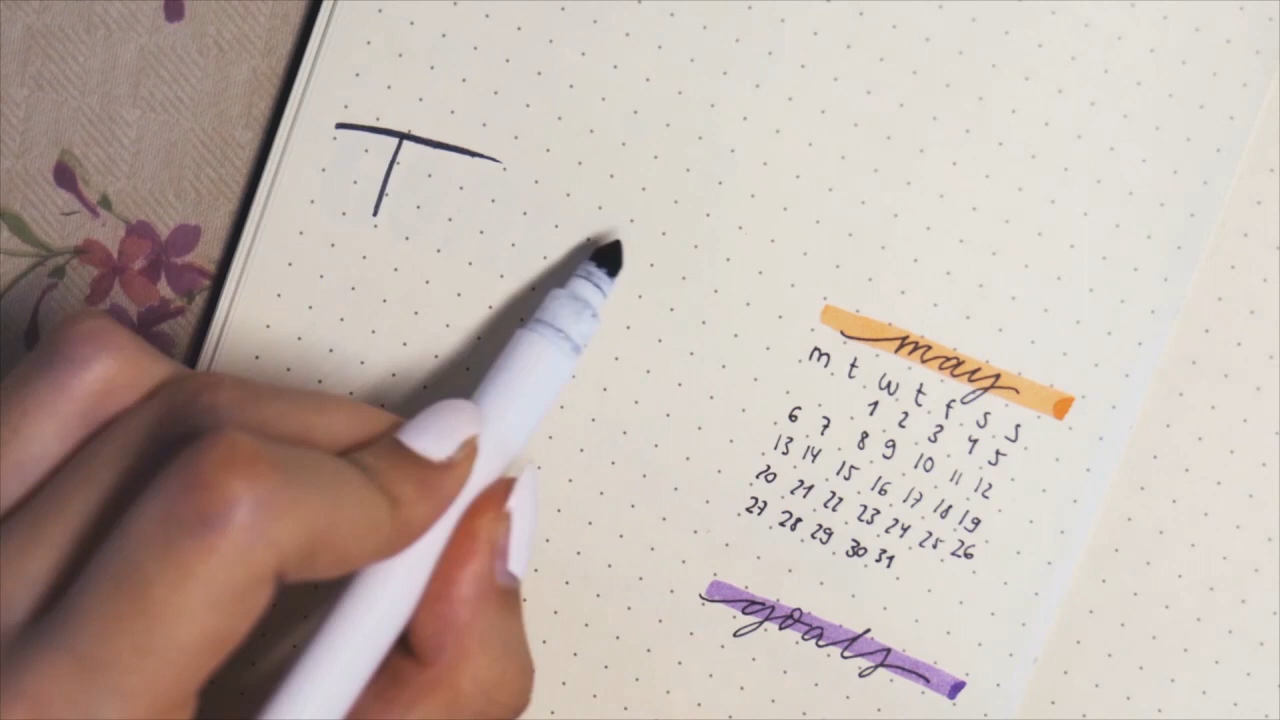 T
may
m t w t f s s
1 2 3 4 5
6 7 8 9 10 11 12
13 14 15 16 17 18 19
20 21 22 23 24 25 26
27 28 29 30 31
goals